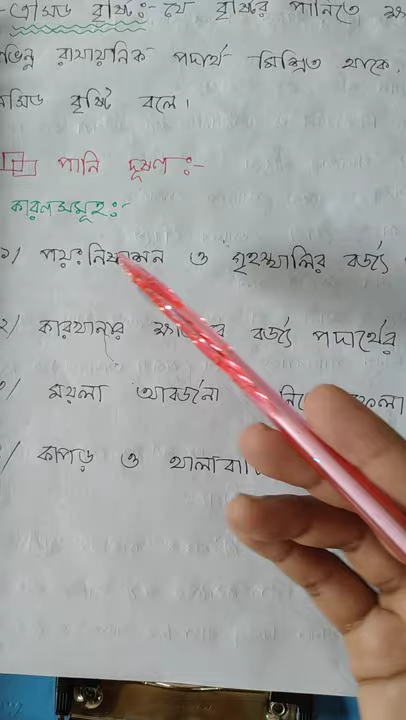 এসিড বৃষ্টি:- যে বৃষ্টির পানিতে
রাসায়নিক পদার্থ মিশ্রিত থাকে,
এসিড বৃষ্টি বলে।
পানি দূষণ:-
কারণসমূহ:-
১/ পয়ঃনিষ্কাশন ও গৃহস্থালির বর্জ্য
২/ কারখানার বর্জ্য পদার্থের
৩/ ময়লা আবর্জনা
৪/ কাপড় ও